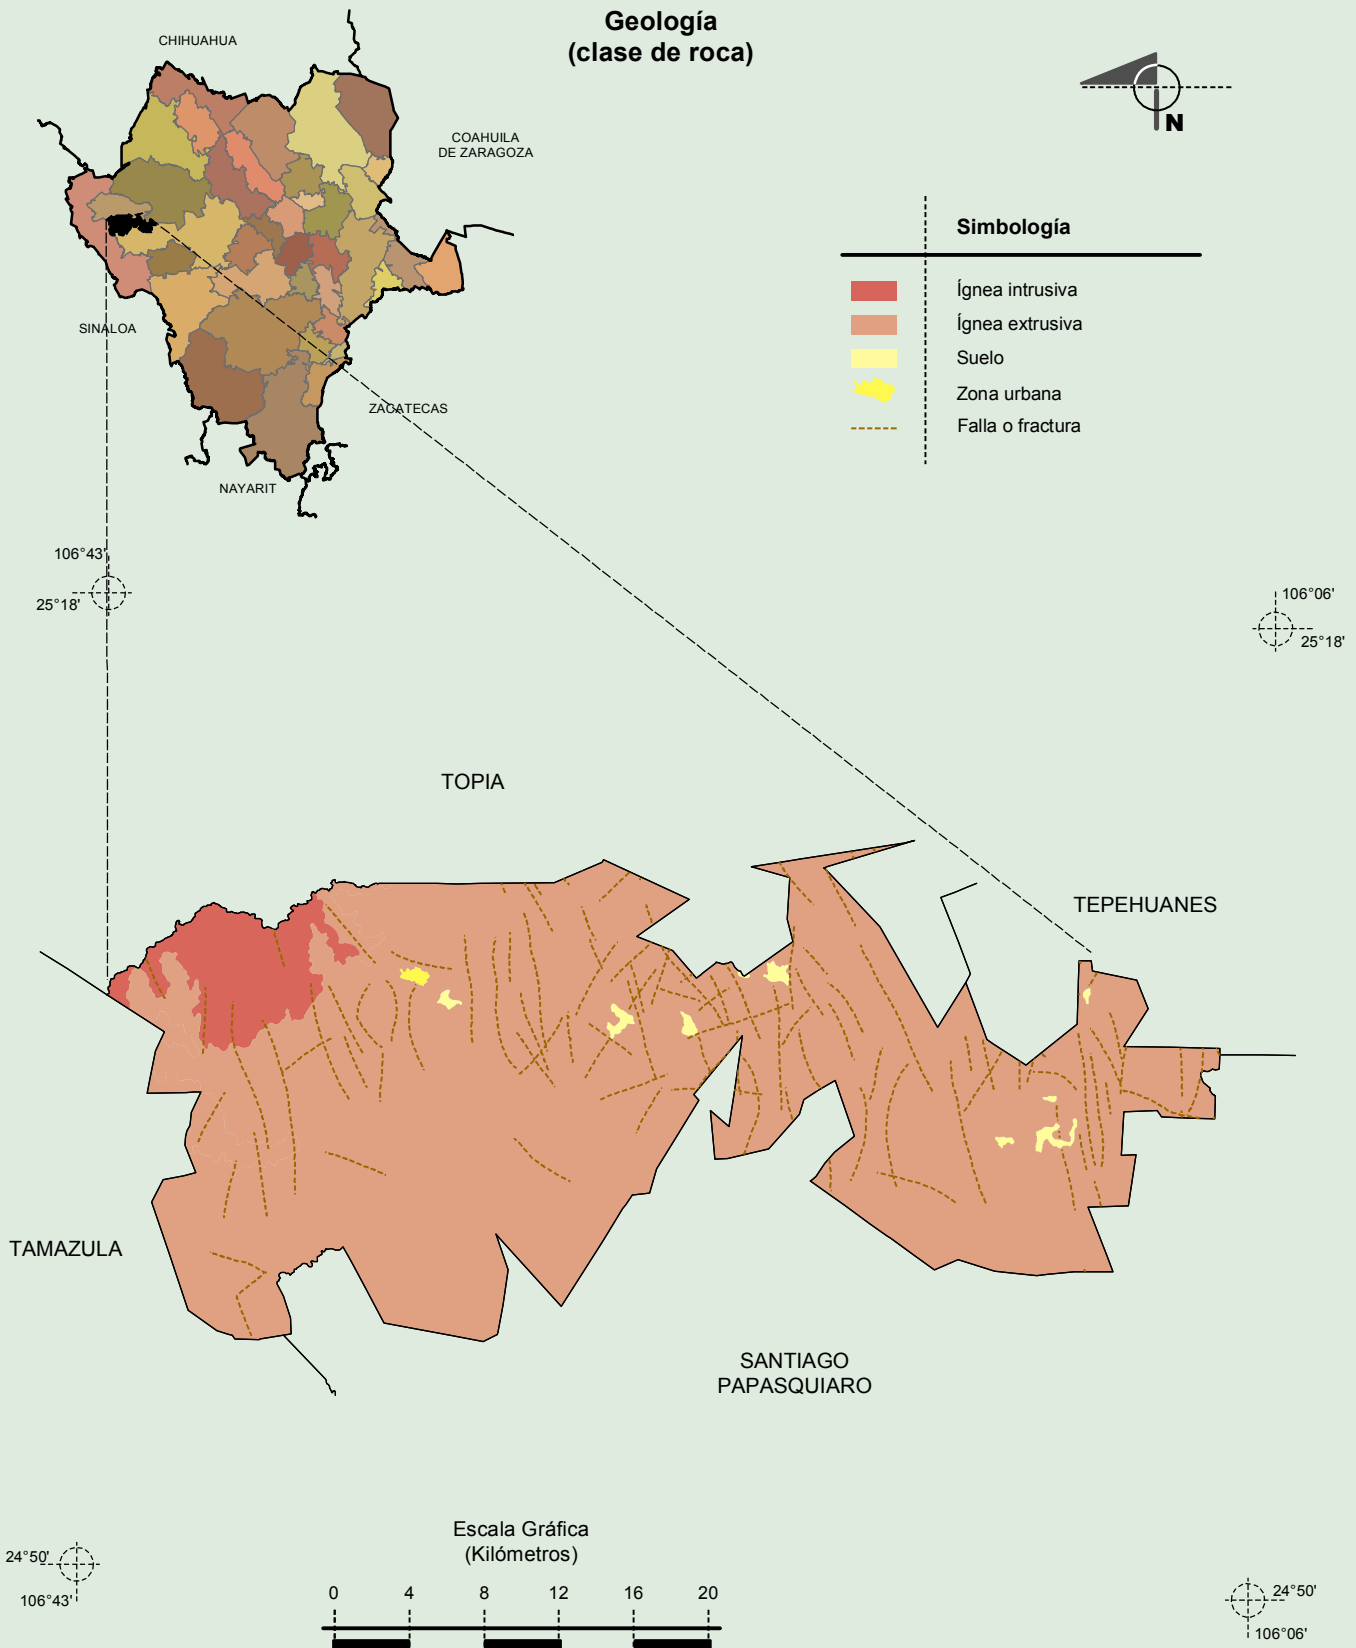 Geología
(clase de roca)
CHIHUAHUA
COAHUILA
DE ZARAGOZA
N
Simbología
Ígnea intrusiva
Ígnea extrusiva
Suelo
Zona urbana
Falla o fractura
SINALOA
ZACATECAS
NAYARIT
106°43'
25°18'
106°06'
25°18'
TOPIA
TEPEHUANES
TAMAZULA
SANTIAGO
PAPASQUIARO
Escala Gráfica
(Kilómetros)
0 4 8 12 16 20
24°50'
106°43'
24°50'
106°06'